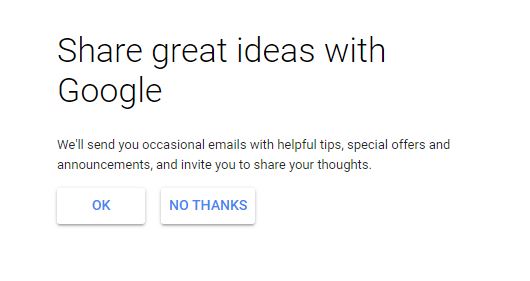 Share great ideas with
Google
We'll send you occasional emails with helpful tips, special offers and
announcements, and invite you to share your thoughts.
OK
NO THANKS